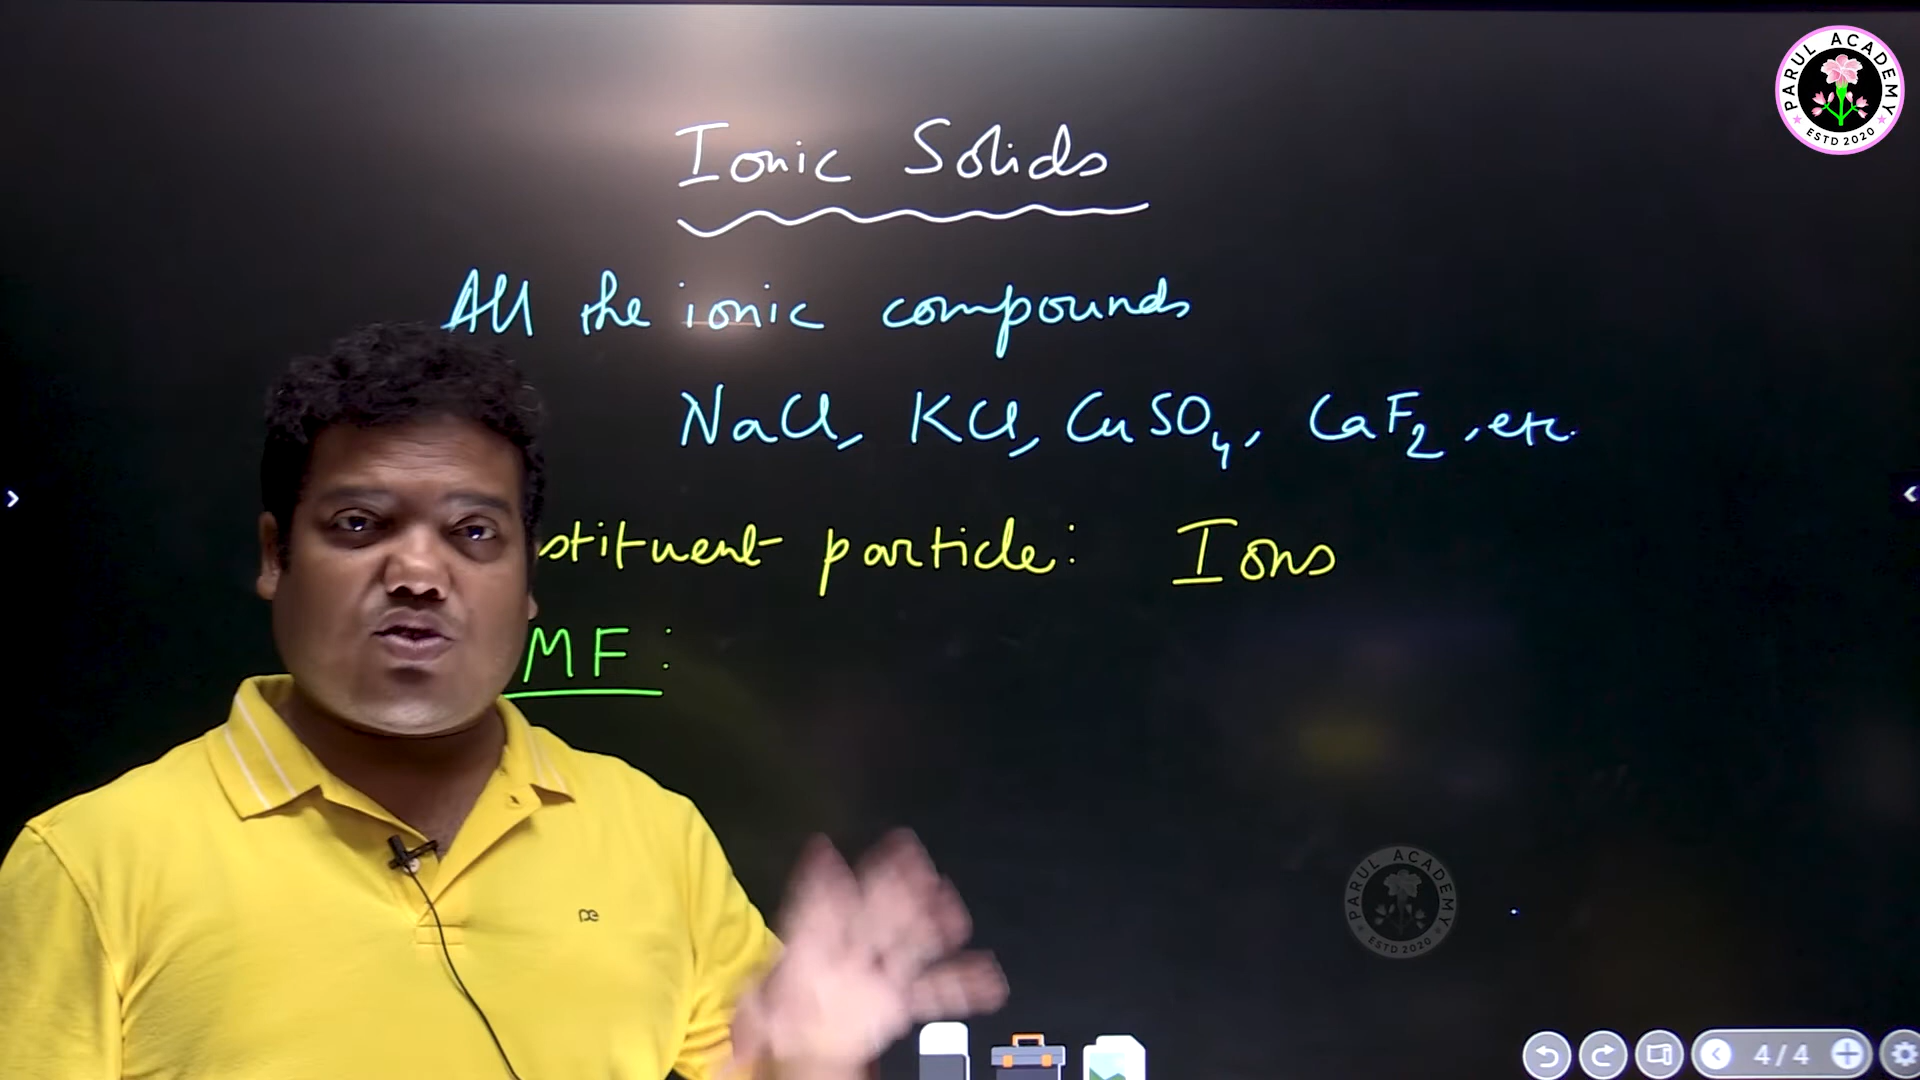 PARUL ACADEMY
ESTD 2020
Ionic Solids
All the ionic compounds
NaCl, KCl, CuSO4, CaF2, etc.
stituent particle: Ions
MF:
PARUL ACADEMY
ESTD 2020
4/4